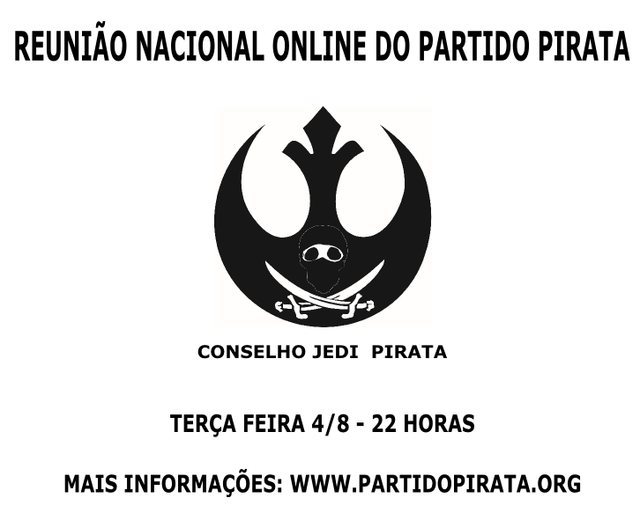 REUNIÃO NACIONAL ONLINE DO PARTIDO PIRATA
CONSELHO JEDI PIRATA
TERÇA FEIRA 4/8 - 22 HORAS
MAIS INFORMAÇÕES: WWW.PARTIDOPIRATA.ORG